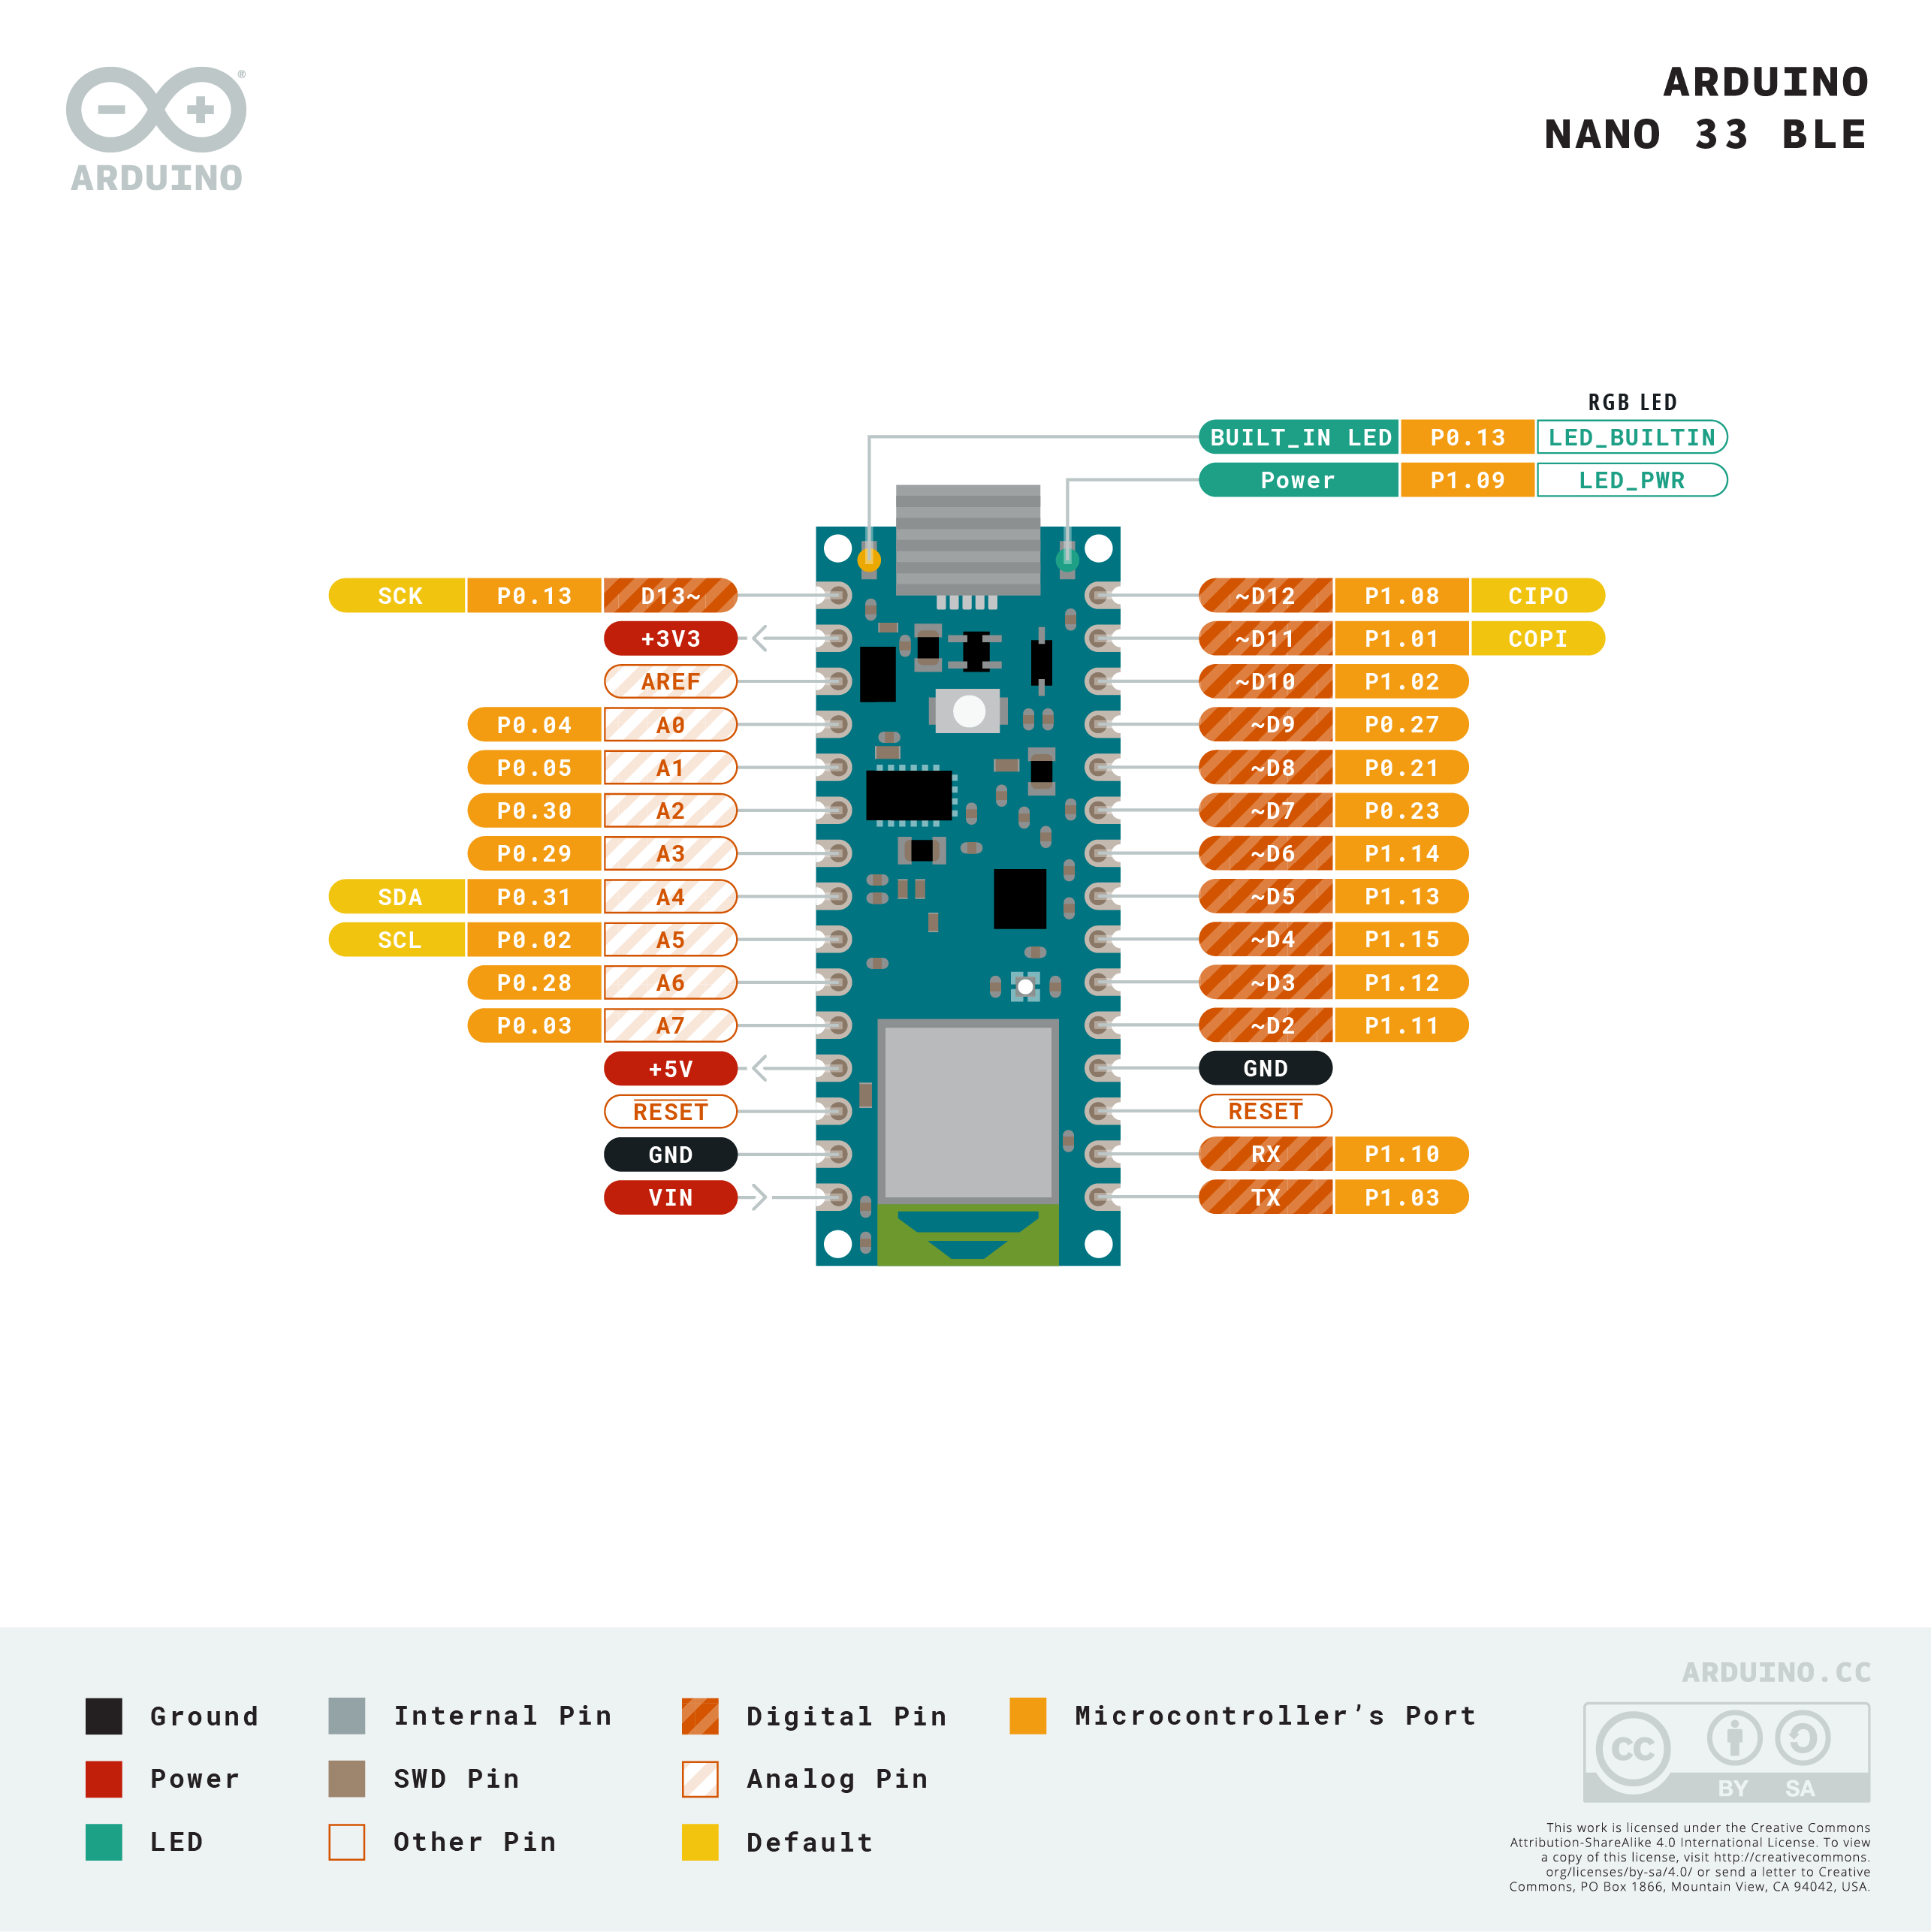 ARDUINO
NANO 33 BLE
®
ARDUINO
RGB LED
BUILT_IN LED P0.13 LED_BUILTIN
Power P1.09 LED_PWR
SCK P0.13 D13~
+3V3
AREF
P0.04 A0
P0.05 A1
P0.30 A2
P0.29 A3
SDA P0.31 A4
SCL P0.02 A5
P0.28 A6
P0.03 A7
+5V
RESET
GND
VIN
~D12 P1.08 CIPO
~D11 P1.01 COPI
~D10 P1.02
~D9 P0.27
~D8 P0.21
~D7 P0.23
~D6 P1.14
~D5 P1.13
~D4 P1.15
~D3 P1.12
~D2 P1.11
GND
RESET
RX P1.10
TX P1.03
Ground
Power
LED
Internal Pin
SWD Pin
Other Pin
Digital Pin
Analog Pin
Default
Microcontroller’s Port
ARDUINO.CC
CC
BY SA
This work is licensed under the Creative Commons
Attribution-ShareAlike 4.0 International License. To view
a copy of this license, visit http://creativecommons.
org/licenses/by-sa/4.0/ or send a letter to Creative
Commons, PO Box 1866, Mountain View, CA 94042, USA.